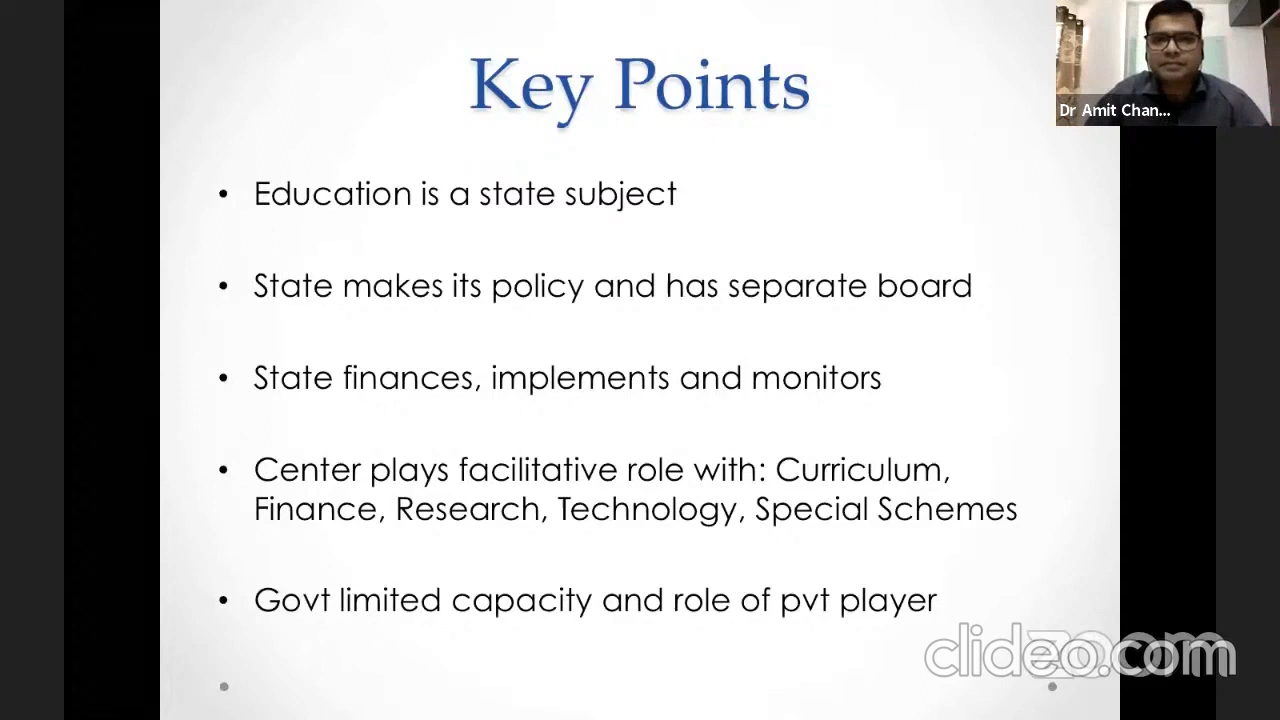 Key Points
Dr Amit Chan...
• Education is a state subject
• State makes its policy and has separate board
• State finances, implements and monitors
• Center plays facilitative role with: Curriculum,
Finance, Research, Technology, Special Schemes
• Govt limited capacity and role of pvt player
clideo.com
zoom